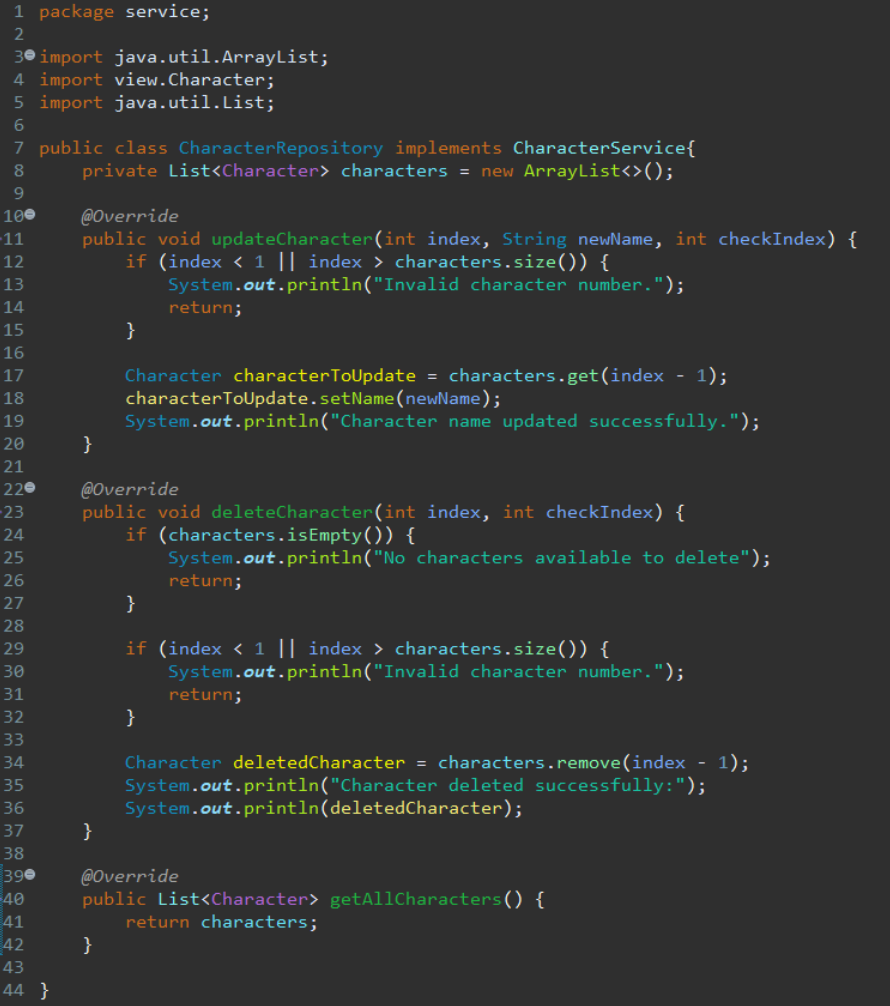 1 package service;
2
3 import java.util.ArrayList;
4 import view.Character;
5 import java.util.List;
6
7 public class CharacterRepository implements CharacterService{
8     private List<Character> characters = new ArrayList<>();
9
10     @Override
11     public void updateCharacter(int index, String newName, int checkIndex) {
12         if (index < 1 || index > characters.size()) {
13             System.out.println("Invalid character number.");
14             return;
15         }
16
17         Character characterToUpdate = characters.get(index - 1);
18         characterToUpdate.setName(newName);
19         System.out.println("Character name updated successfully.");
20     }
21
22     @Override
23     public void deleteCharacter(int index, int checkIndex) {
24         if (characters.isEmpty()) {
25             System.out.println("No characters available to delete");
26             return;
27         }
28
29         if (index < 1 || index > characters.size()) {
30             System.out.println("Invalid character number.");
31             return;
32         }
33
34         Character deletedCharacter = characters.remove(index - 1);
35         System.out.println("Character deleted successfully:");
36         System.out.println(deletedCharacter);
37     }
38
39     @Override
40     public List<Character> getAllCharacters() {
41         return characters;
42     }
43
44 }